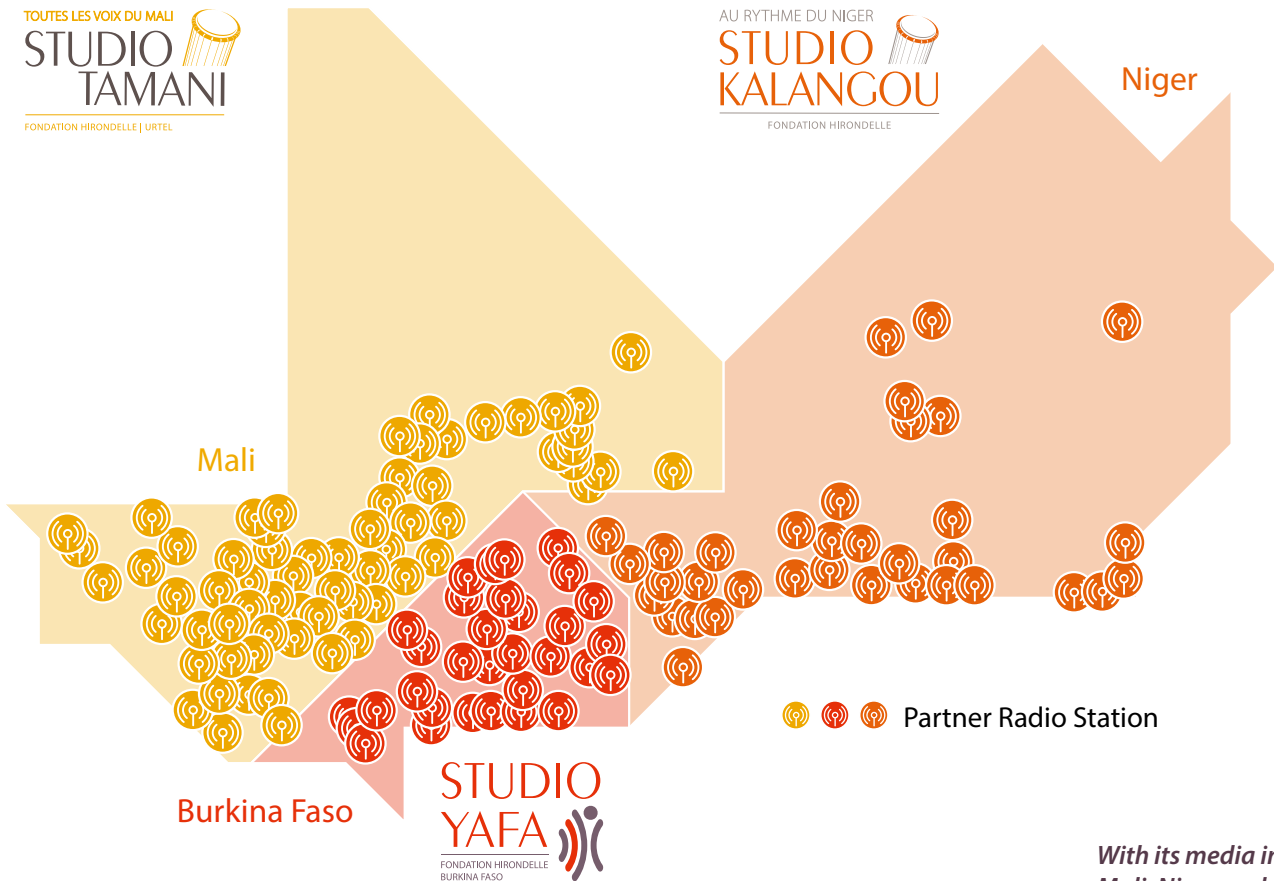 TOUTES LES VOIX DU MALI
STUDIO
TAMANI
FONDATION HIRONDELLE | URTEL
AU RYTHME DU NIGER
STUDIO
KALANGOU
FONDATION HIRONDELLE
Niger
Mali
Partner Radio Station
Burkina Faso
STUDIO
YAFA
FONDATION HIRONDELLE
BURKINA FASO
With its media in